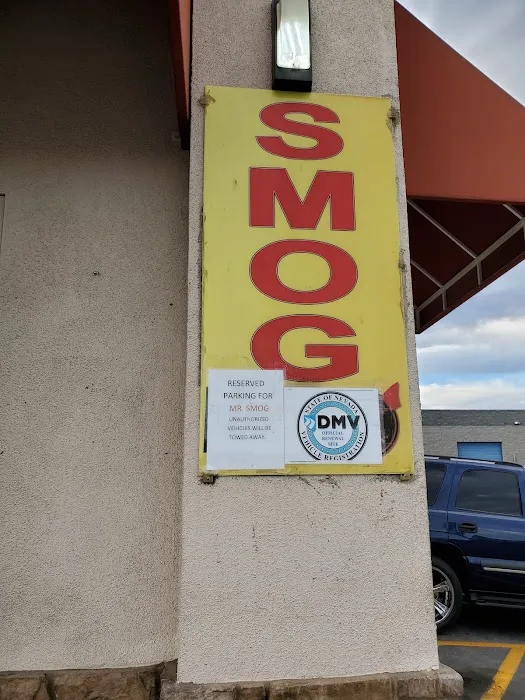 S
M
O
G
RESERVED
PARKING FOR
MR. SMOG
UNAUTHORIZED
VEHICLES WILL BE
TOWED AWAY.
STATE OF NEVADA
DMV
OFFICIAL
RENEWAL
SITE
VEHICLE REGISTRATION